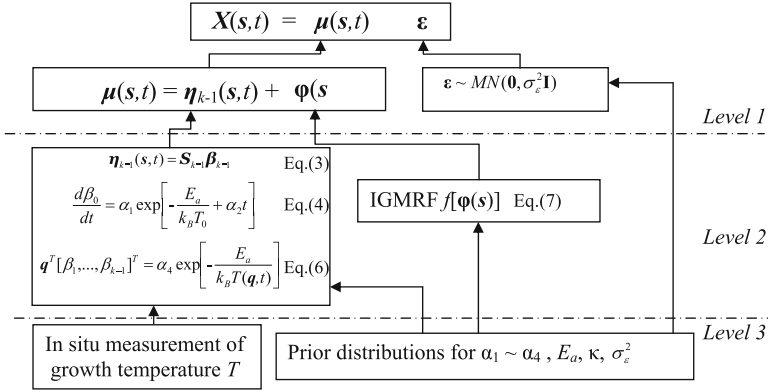 X(s,t) = μ(s,t) ε
μ(s,t) = η_{k-1}(s,t) + φ(s
ε ~ MN(0, σ_ε^2 I)
Level 1
η_{k-1}(s,t) = S_{k-1} β_{k-1} Eq.(3)
dβ_0/dt = α_1 exp[-E_a/(k_B T_0) + α_2 t] Eq.(4)
q^T[β_1,...,β_{k-1}]^T = α_4 exp[-E_a/(k_B T(q,t))] Eq.(6)
IGMRF f[φ(s)] Eq.(7)
Level 2
Level 3
In situ measurement of
growth temperature T
Prior distributions for α_1 ~ α_4 , E_a, κ, σ_ε^2